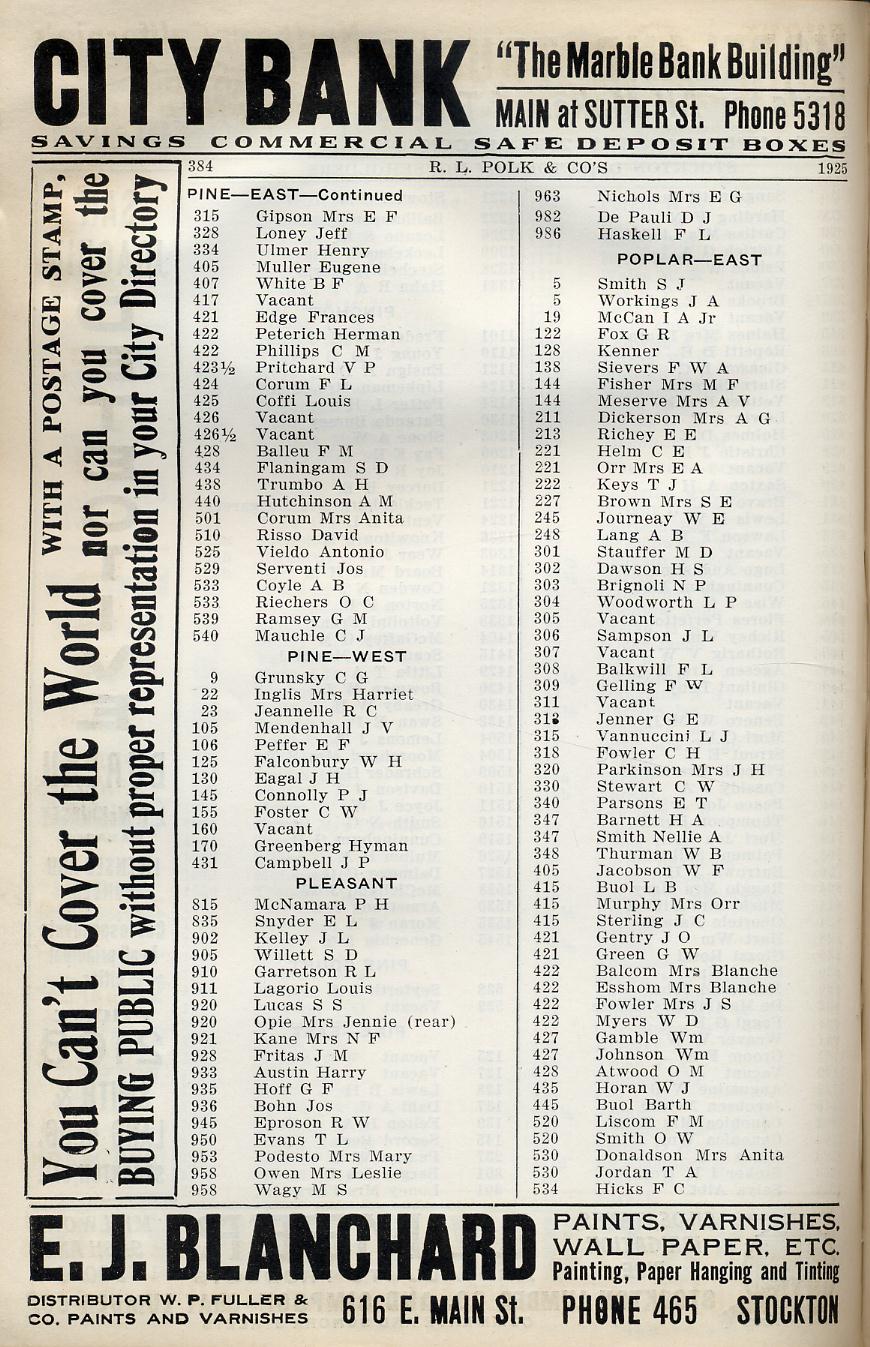 CITY BANK
"The Marble Bank Building"
MAIN at SUTTER St. Phone 5318
SAVINGS COMMERCIAL SAFE DEPOSIT BOXES
You Can't Cover the World WITH A POSTAGE STAMP, nor can you cover the
BUYING PUBLIC without proper representation in your City Directory
384 R. L. POLK & CO'S 1925
PINE—EAST—Continued
315 Gipson Mrs E F
328 Loney Jeff
334 Ulmer Henry
405 Muller Eugene
407 White B F
417 Vacant
421 Edge Frances
422 Peterich Herman
422 Phillips C M
423½ Pritchard V P
424 Corum F L
425 Coffi Louis
426 Vacant
426½ Vacant
428 Balleu F M
434 Flaningam S D
438 Trumbo A H
440 Hutchinson A M
501 Corum Mrs Anita
510 Risso David
525 Vieldo Antonio
529 Serventi Jos
533 Coyle A B
533 Riechers O C
539 Ramsey G M
540 Mauchle C J
PINE—WEST
9 Grunsky C G
22 Inglis Mrs Harriet
23 Jeannelle R C
105 Mendenhall J V
106 Peffer E F
125 Falconbury W H
130 Eagal J H
145 Connolly P J
155 Foster C W
160 Vacant
170 Greenberg Hyman
431 Campbell J P
PLEASANT
815 McNamara P H
835 Snyder E L
902 Kelley J L
905 Willett S D
910 Garretson R L
911 Lagorio Louis
920 Lucas S S
920 Opie Mrs Jennie (rear)
921 Kane Mrs N F
928 Fritas J M
933 Austin Harry
935 Hoff G F
936 Bohn Jos
945 Eproson R W
950 Evans T L
953 Podesto Mrs Mary
958 Owen Mrs Leslie
958 Wagy M S
963 Nichols Mrs E G
982 De Pauli D J
986 Haskell F L
POPLAR—EAST
5 Smith S J
5 Workings J A
19 McCan I A Jr
122 Fox G R
128 Kenner
138 Sievers F W A
144 Fisher Mrs M F
144 Meserve Mrs A V
211 Dickerson Mrs A G
213 Richey E E
221 Helm C E
221 Orr Mrs E A
222 Keys T J
227 Brown Mrs S E
245 Journeay W E
248 Lang A B
301 Stauffer M D
302 Dawson H S
303 Brignoli N P
304 Woodworth L P
305 Vacant
306 Sampson J L
307 Vacant
308 Balkwill F L
309 Gelling F W
311 Vacant
Jenner G E
315 Vannuccini L J
318 Fowler C H
320 Parkinson Mrs J H
330 Stewart C W
340 Parsons E T
347 Barnett H A
347 Smith Nellie A
348 Thurman W B
405 Jacobson W F
415 Buol L B
415 Murphy Mrs Orr
415 Sterling J C
421 Gentry J O
421 Green G W
422 Balcom Mrs Blanche
422 Esshom Mrs Blanche
422 Fowler Mrs J S
422 Myers W D
427 Gamble Wm
427 Johnson Wm
428 Atwood O M
435 Horan W J
445 Buol Barth
520 Liscom F M
520 Smith O W
530 Donaldson Mrs Anita
530 Jordan T A
534 Hicks F C
E. J. BLANCHARD
PAINTS, VARNISHES,
WALL PAPER, ETC.
Painting, Paper Hanging and Tinting
DISTRIBUTOR W. P. FULLER &
CO. PAINTS AND VARNISHES
616 E. MAIN St. PHONE 465 STOCKTON